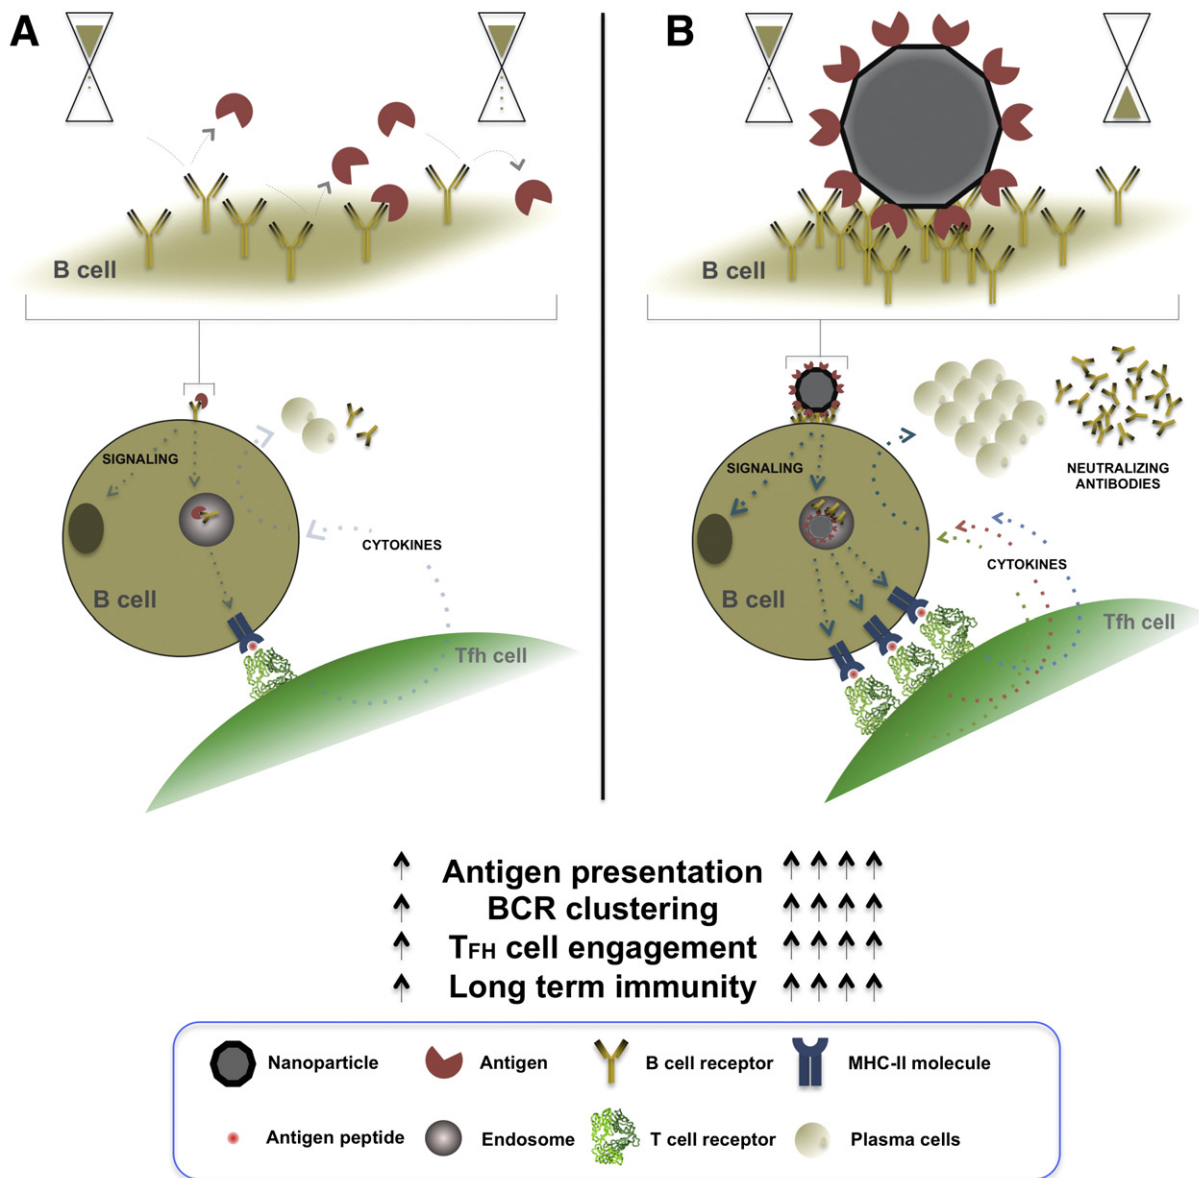 A
B
B cell
B cell
SIGNALING
CYTOKINES
B cell
Tfh cell
SIGNALING
NEUTRALIZING
ANTIBODIES
CYTOKINES
B cell
Tfh cell
Antigen presentation
BCR clustering
TFH cell engagement
Long term immunity
Nanoparticle
Antigen
B cell receptor
MHC-II molecule
Antigen peptide
Endosome
T cell receptor
Plasma cells